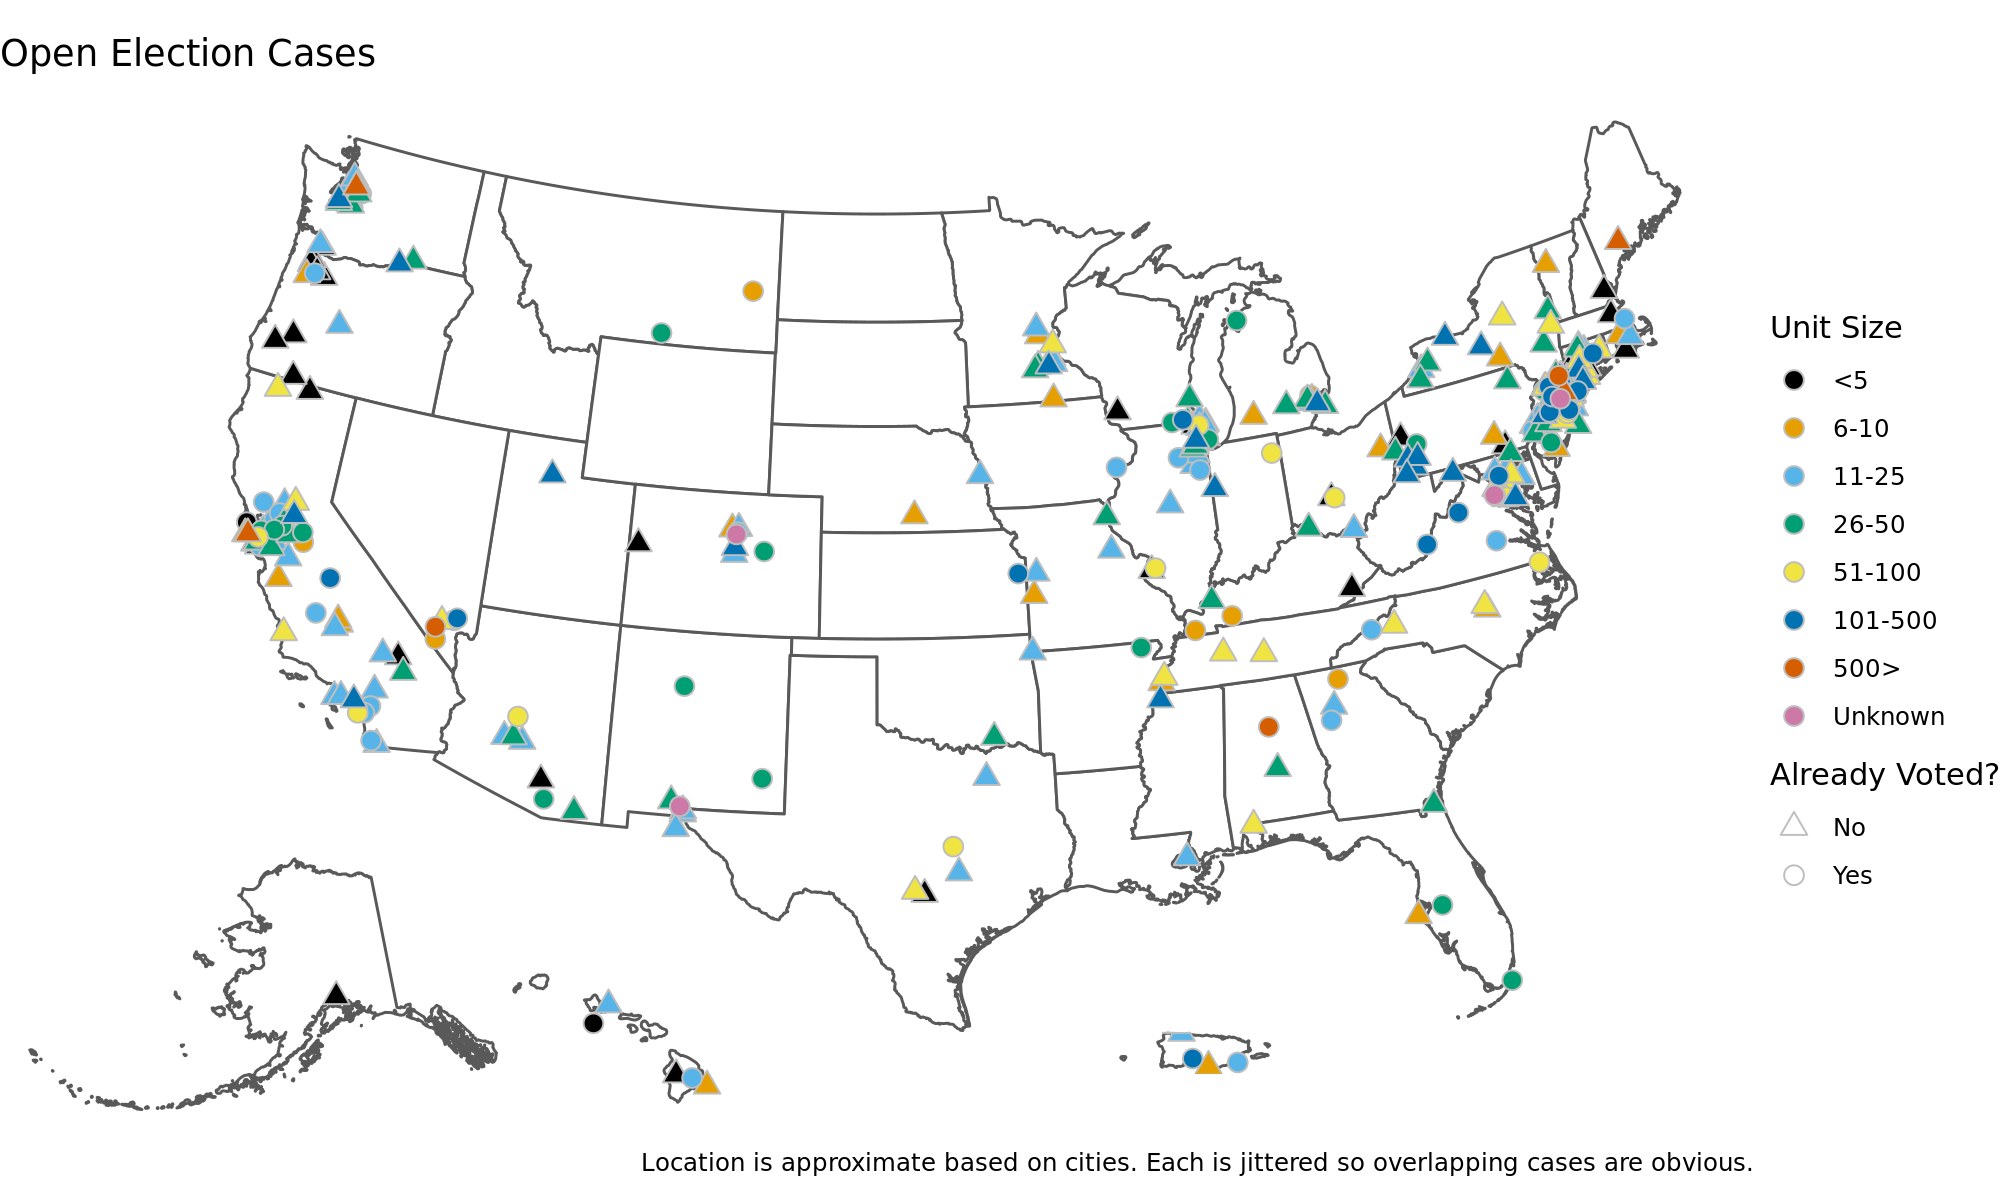 Open Election Cases
Unit Size
<5
6-10
11-25
26-50
51-100
101-500
500>
Unknown
Already Voted?
No
Yes
Location is approximate based on cities. Each is jittered so overlapping cases are obvious.